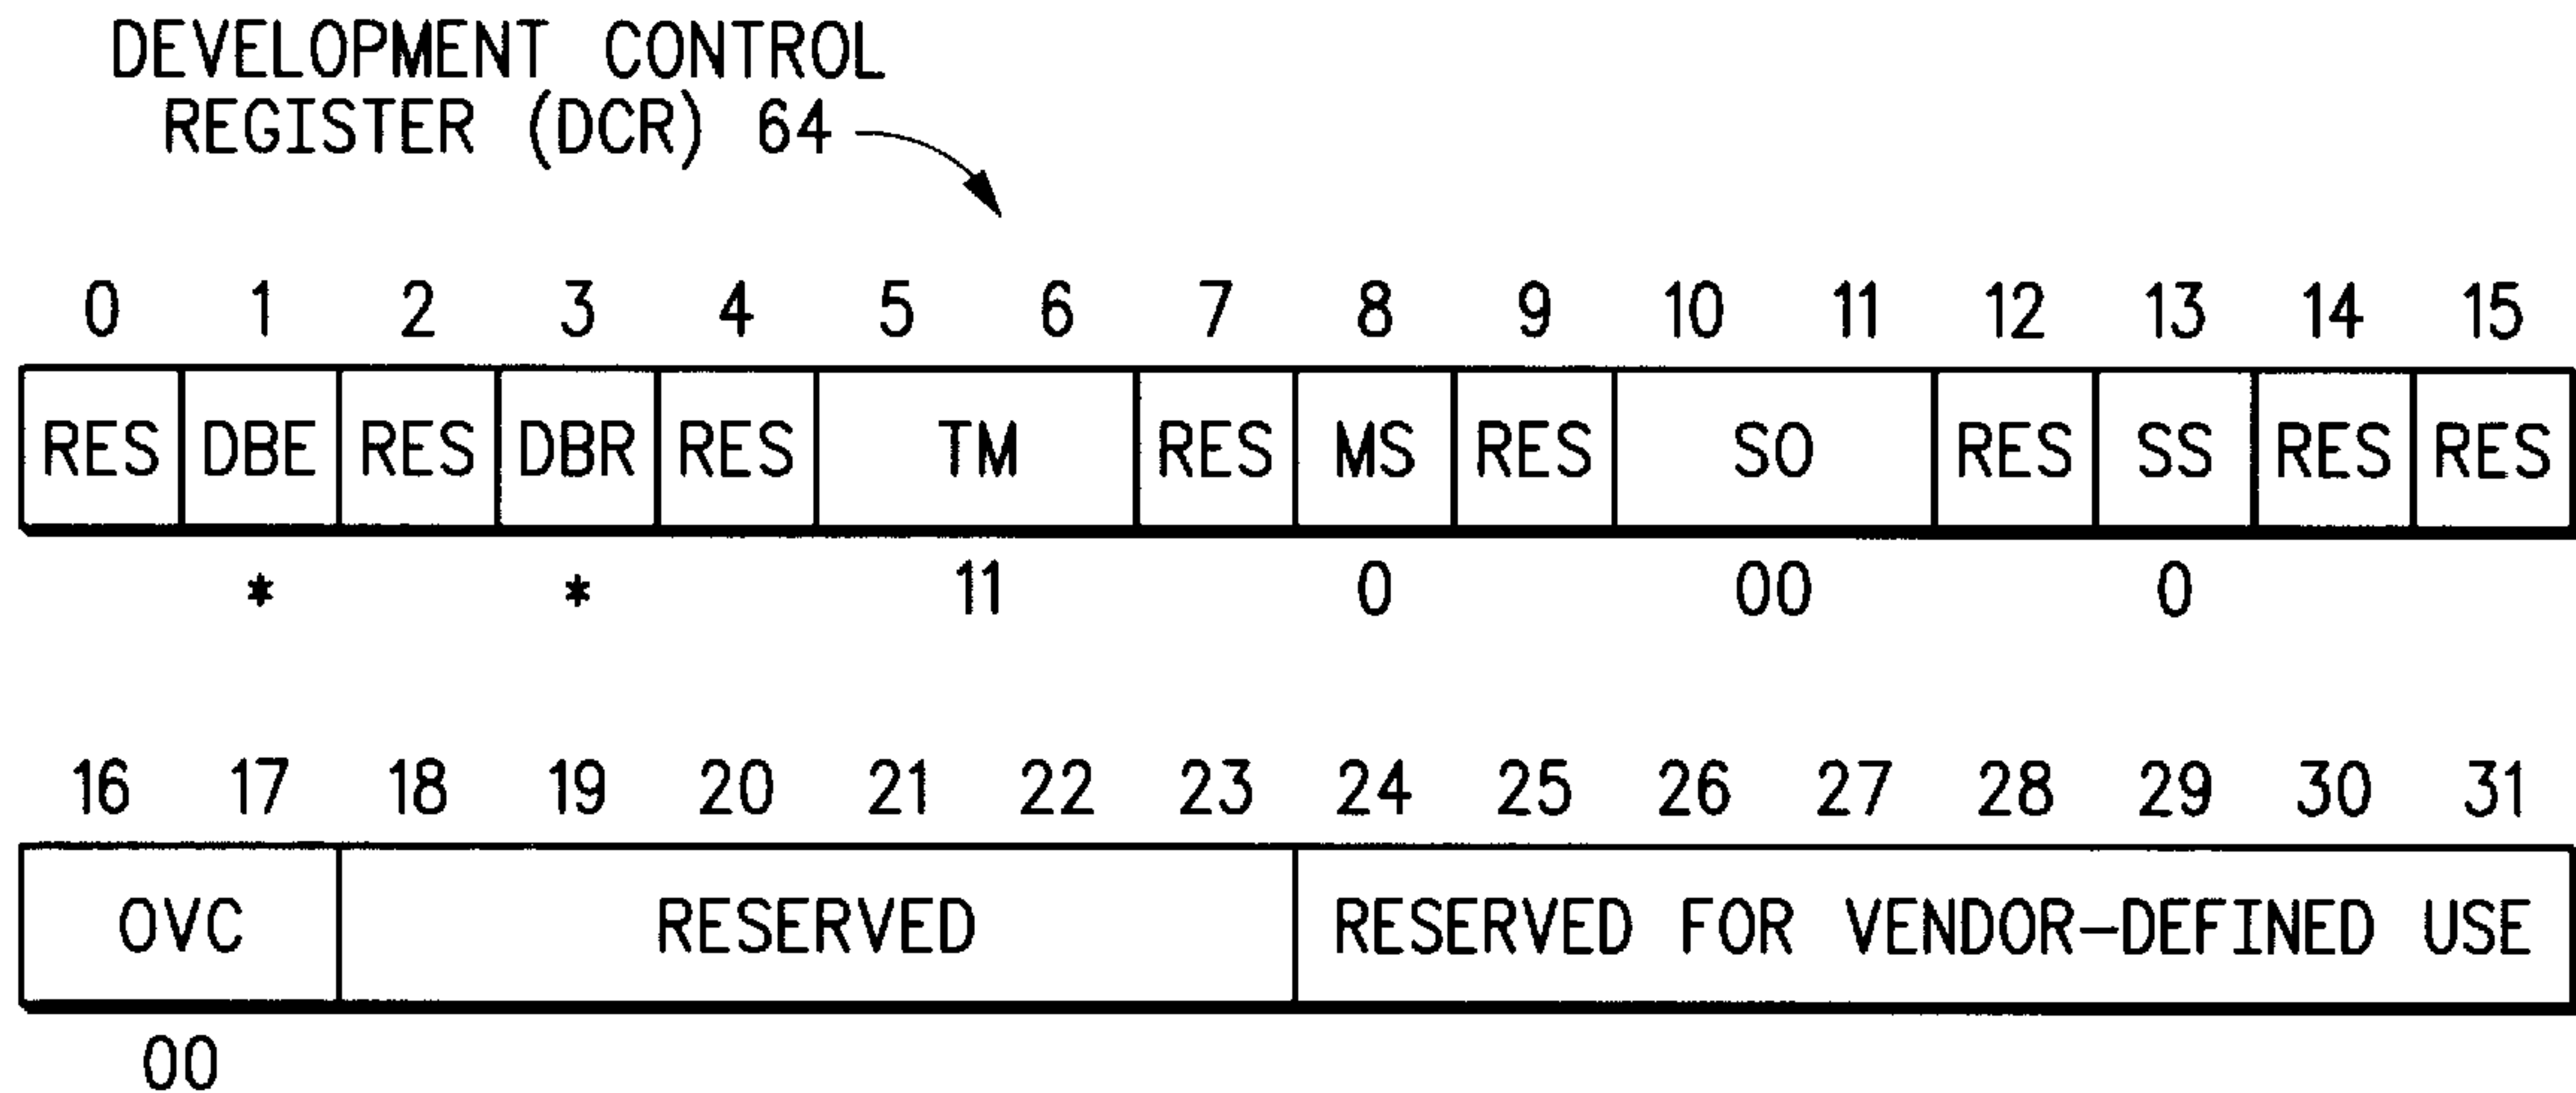 DEVELOPMENT CONTROL
REGISTER (DCR) 64
0 1 2 3 4 5 6 7 8 9 10 11 12 13 14 15
RES DBE RES DBR RES TM RES MS RES SO RES SS RES RES
* * 11 0 00 0
16 17 18 19 20 21 22 23 24 25 26 27 28 29 30 31
OVC RESERVED RESERVED FOR VENDOR-DEFINED USE
00